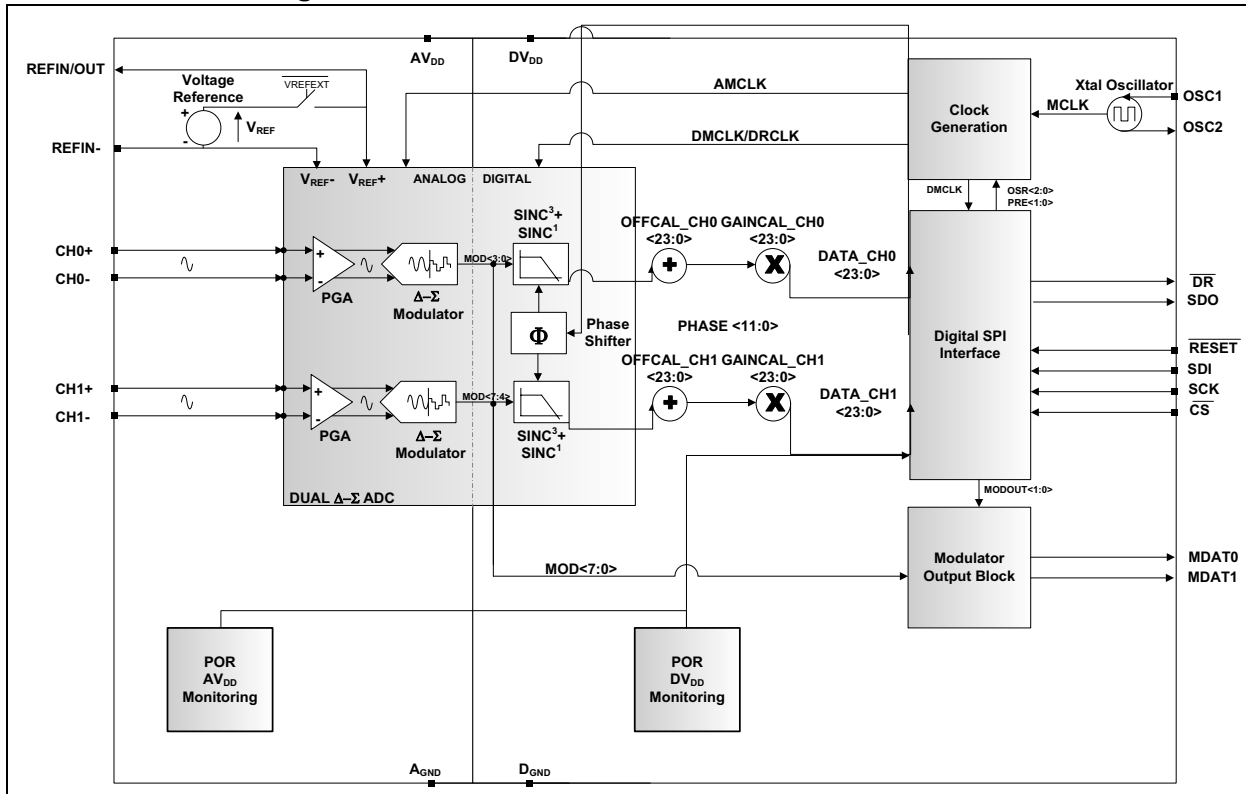 AVDD
DVDD
REFIN/OUT
Voltage
Reference
VREFEXT
+
-
VREF
REFIN-
AMCLK
DMCLK/DRCLK
Clock
Generation
Xtal Oscillator
MCLK
OSC1
OSC2
VREF-
VREF+
ANALOG
DIGITAL
DMCLK
OSR<2:0>
PRE<1:0>
SINC3+
SINC1
OFFCAL_CH0
<23:0>
GAINCAL_CH0
<23:0>
CH0+
CH0-
+
-
PGA
Δ–Σ
Modulator
MOD<3:0>
+
X
DATA_CH0
<23:0>
Φ
Phase
Shifter
PHASE <11:0>
Digital SPI
Interface
DR
SDO
RESET
SDI
SCK
CS
OFFCAL_CH1
<23:0>
GAINCAL_CH1
<23:0>
CH1+
CH1-
+
-
PGA
Δ–Σ
Modulator
MOD<7:4>
SINC3+
SINC1
+
X
DATA_CH1
<23:0>
DUAL Δ–Σ ADC
MODOUT<1:0>
MOD<7:0>
Modulator
Output Block
MDAT0
MDAT1
POR
AVDD
Monitoring
POR
DVDD
Monitoring
AGND
DGND